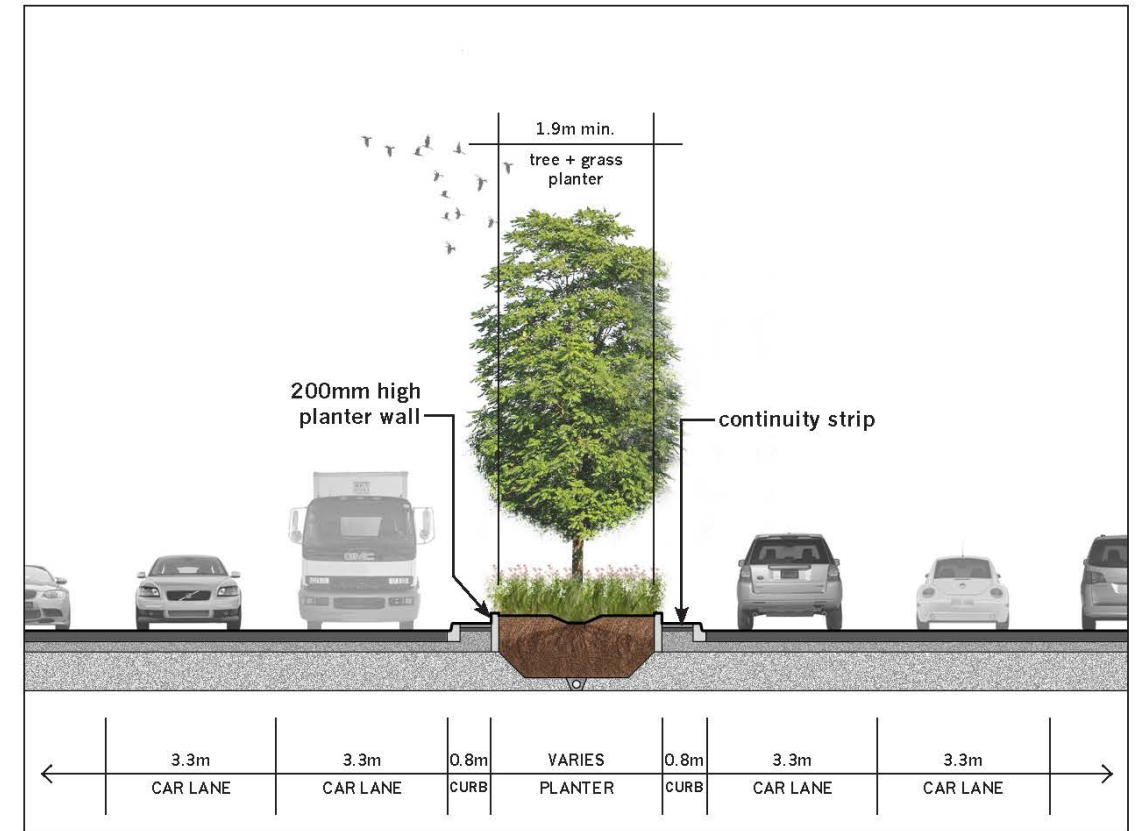 1.9m min.
tree + grass
planter
200mm high
planter wall
continuity strip
GMC
3.3m
3.3m
0.8m
VARIES
0.8m
3.3m
3.3m
CAR LANE
CAR LANE
CURB
PLANTER
CURB
CAR LANE
CAR LANE